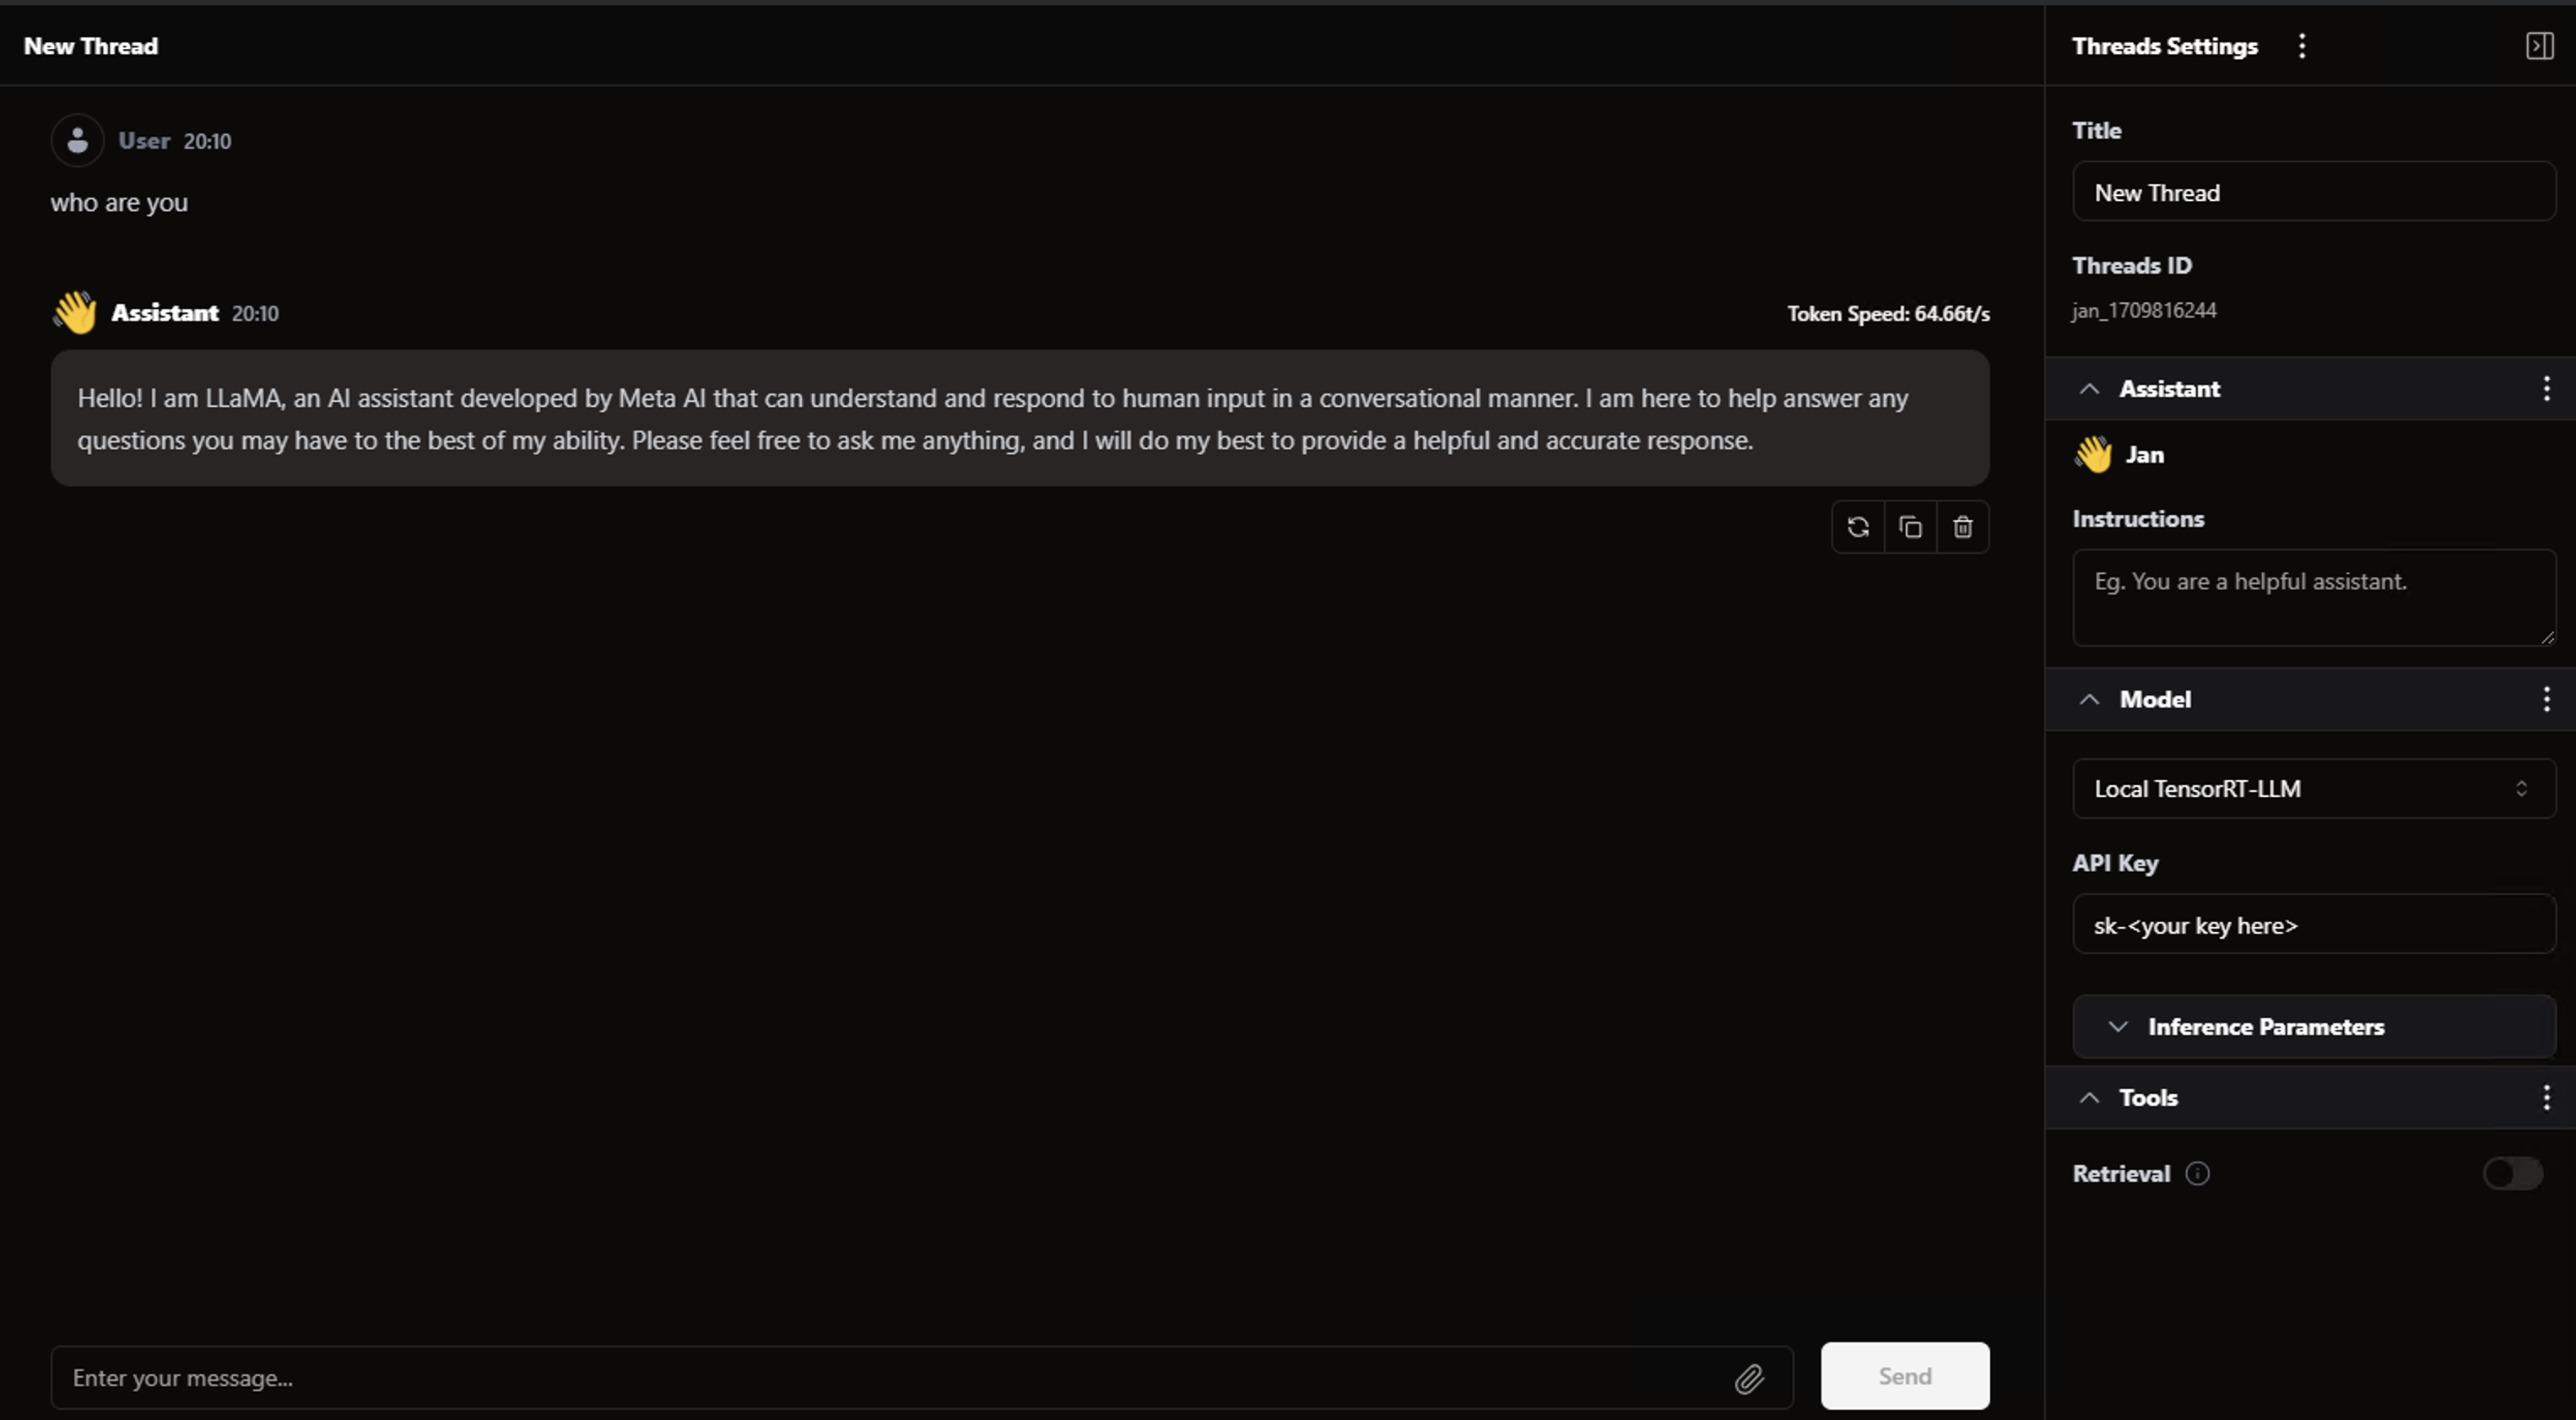 New Thread
User 20:10
who are you
Assistant 20:10
Token Speed: 64.66t/s
Hello! I am LLaMA, an AI assistant developed by Meta AI that can understand and respond to human input in a conversational manner. I am here to help answer any
questions you may have to the best of my ability. Please feel free to ask me anything, and I will do my best to provide a helpful and accurate response.
Enter your message...
Send
Threads Settings
Title
New Thread
Threads ID
jan_1709816244
Assistant
Jan
Instructions
Eg. You are a helpful assistant.
Model
Local TensorRT-LLM
API Key
sk-<your key here>
Inference Parameters
Tools
Retrieval